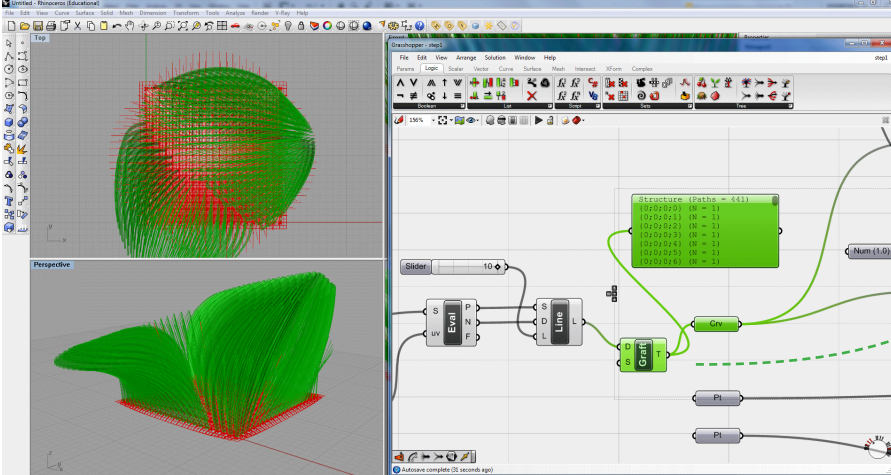 Untitled - Rhinoceros (Educational)
File Edit View Curve Surface Solid Mesh Dimension Transform Tools Analyze Render V-Ray Help
Top
Perspective
Grasshopper - step1
File Edit View Arrange Solution Window Help
step1
Params Logic Scalar Vector Curve Surface Mesh Intersect XForm Complex
Boolean List Script Sets Tree
156%
Structure (Paths = 441)
{0;0;0;0} (N = 1)
{0;0;0;1} (N = 1)
{0;0;0;2} (N = 1)
{0;0;0;3} (N = 1)
{0;0;0;4} (N = 1)
{0;0;0;5} (N = 1)
{0;0;0;6} (N = 1)
Num (1.0)
Slider 10
S uv Eval P N F
S D L Line L
D S Graft T
Crv
Pt
Pt
Autosave complete (31 seconds ago)